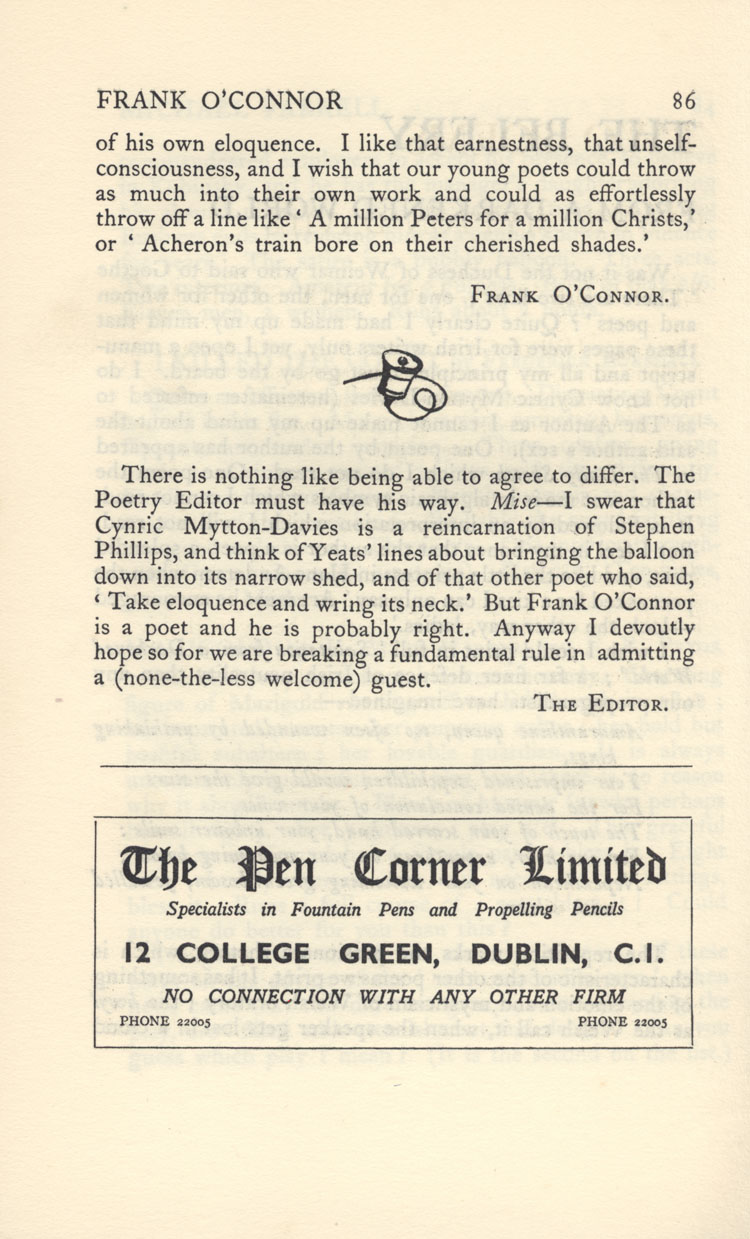 FRANK O'CONNOR 86
of his own eloquence. I like that earnestness, that unself-
consciousness, and I wish that our young poets could throw
as much into their own work and could as effortlessly
throw off a line like ‘ A million Peters for a million Christs,’
or ‘ Acheron's train bore on their cherished shades.’
FRANK O'CONNOR.
There is nothing like being able to agree to differ. The
Poetry Editor must have his way. Mise—I swear that
Cynric Mytton-Davies is a reincarnation of Stephen
Phillips, and think of Yeats' lines about bringing the balloon
down into its narrow shed, and of that other poet who said,
‘ Take eloquence and wring its neck.’ But Frank O'Connor
is a poet and he is probably right. Anyway I devoutly
hope so for we are breaking a fundamental rule in admitting
a (none-the-less welcome) guest.
THE EDITOR.
The Pen Corner Limited
Specialists in Fountain Pens and Propelling Pencils
12 COLLEGE GREEN, DUBLIN, C.I.
NO CONNECTION WITH ANY OTHER FIRM
PHONE 22005 PHONE 22005